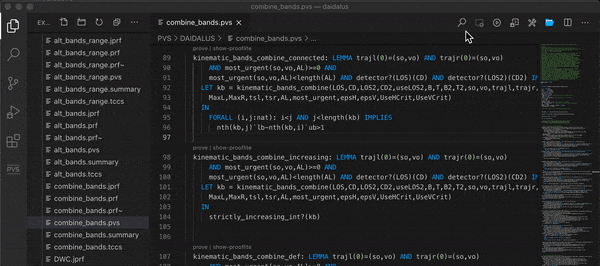 combine_bands.pvs — daidalus
EX...
alt_bands_range.jprf
alt_bands_range.prf
alt_bands_range.prf~
alt_bands_range.pvs
alt_bands_range.summary
alt_bands_range.tccs
alt_bands.jprf
alt_bands.prf
alt_bands.prf~
alt_bands.pvs
alt_bands.summary
alt_bands.tccs
combine_bands.jprf
combine_bands.prf
combine_bands.prf~
combine_bands.pvs
combine_bands.summary
combine_bands.tccs
DWC.jprf
PVS
combine_bands.pvs ×
PVS > DAIDALUS > combine_bands.pvs > ...
prove | show-prooflite
89 kinematic_bands_combine_connected: LEMMA trajl(0)=(so,vo) AND trajr(0)=(so,vo)
90 AND most_urgent(so,vo,AL)>=0 AND
91 most_urgent(so,vo,AL)<length(AL) AND detector?(LOS)(CD) AND detector?(LOS2)(CD2) IM
92 LET kb = kinematic_bands_combine(LOS,CD,LOS2,CD2,useLOS2,B,T,B2,T2,so,vo,trajl,trajr,
93 MaxL,MaxR,tsl,tsr,AL,most_urgent,epsH,epsV,UseHCrit,UseVCrit)
94 IN
95 FORALL (i,j:nat): i<j AND j<length(kb) IMPLIES
96 nth(kb,j)`lb-nth(kb,i)`ub>1
97
prove | show-prooflite
98 kinematic_bands_combine_increasing: LEMMA trajl(0)=(so,vo) AND trajr(0)=(so,vo)
99 AND most_urgent(so,vo,AL)>=0 AND
100 most_urgent(so,vo,AL)<length(AL) AND detector?(LOS)(CD) AND detector?(LOS2)(CD2) IM
101 LET kb = kinematic_bands_combine(LOS,CD,LOS2,CD2,useLOS2,B,T,B2,T2,so,vo,trajl,trajr,
102 MaxL,MaxR,tsl,tsr,AL,most_urgent,epsH,epsV,UseHCrit,UseVCrit)
103 IN
104 strictly_increasing_int?(kb)
105
106
prove | show-prooflite
107 kinematic_bands_combine_def: LEMMA trajl(0)=(so,vo) AND trajr(0)=(so,vo)